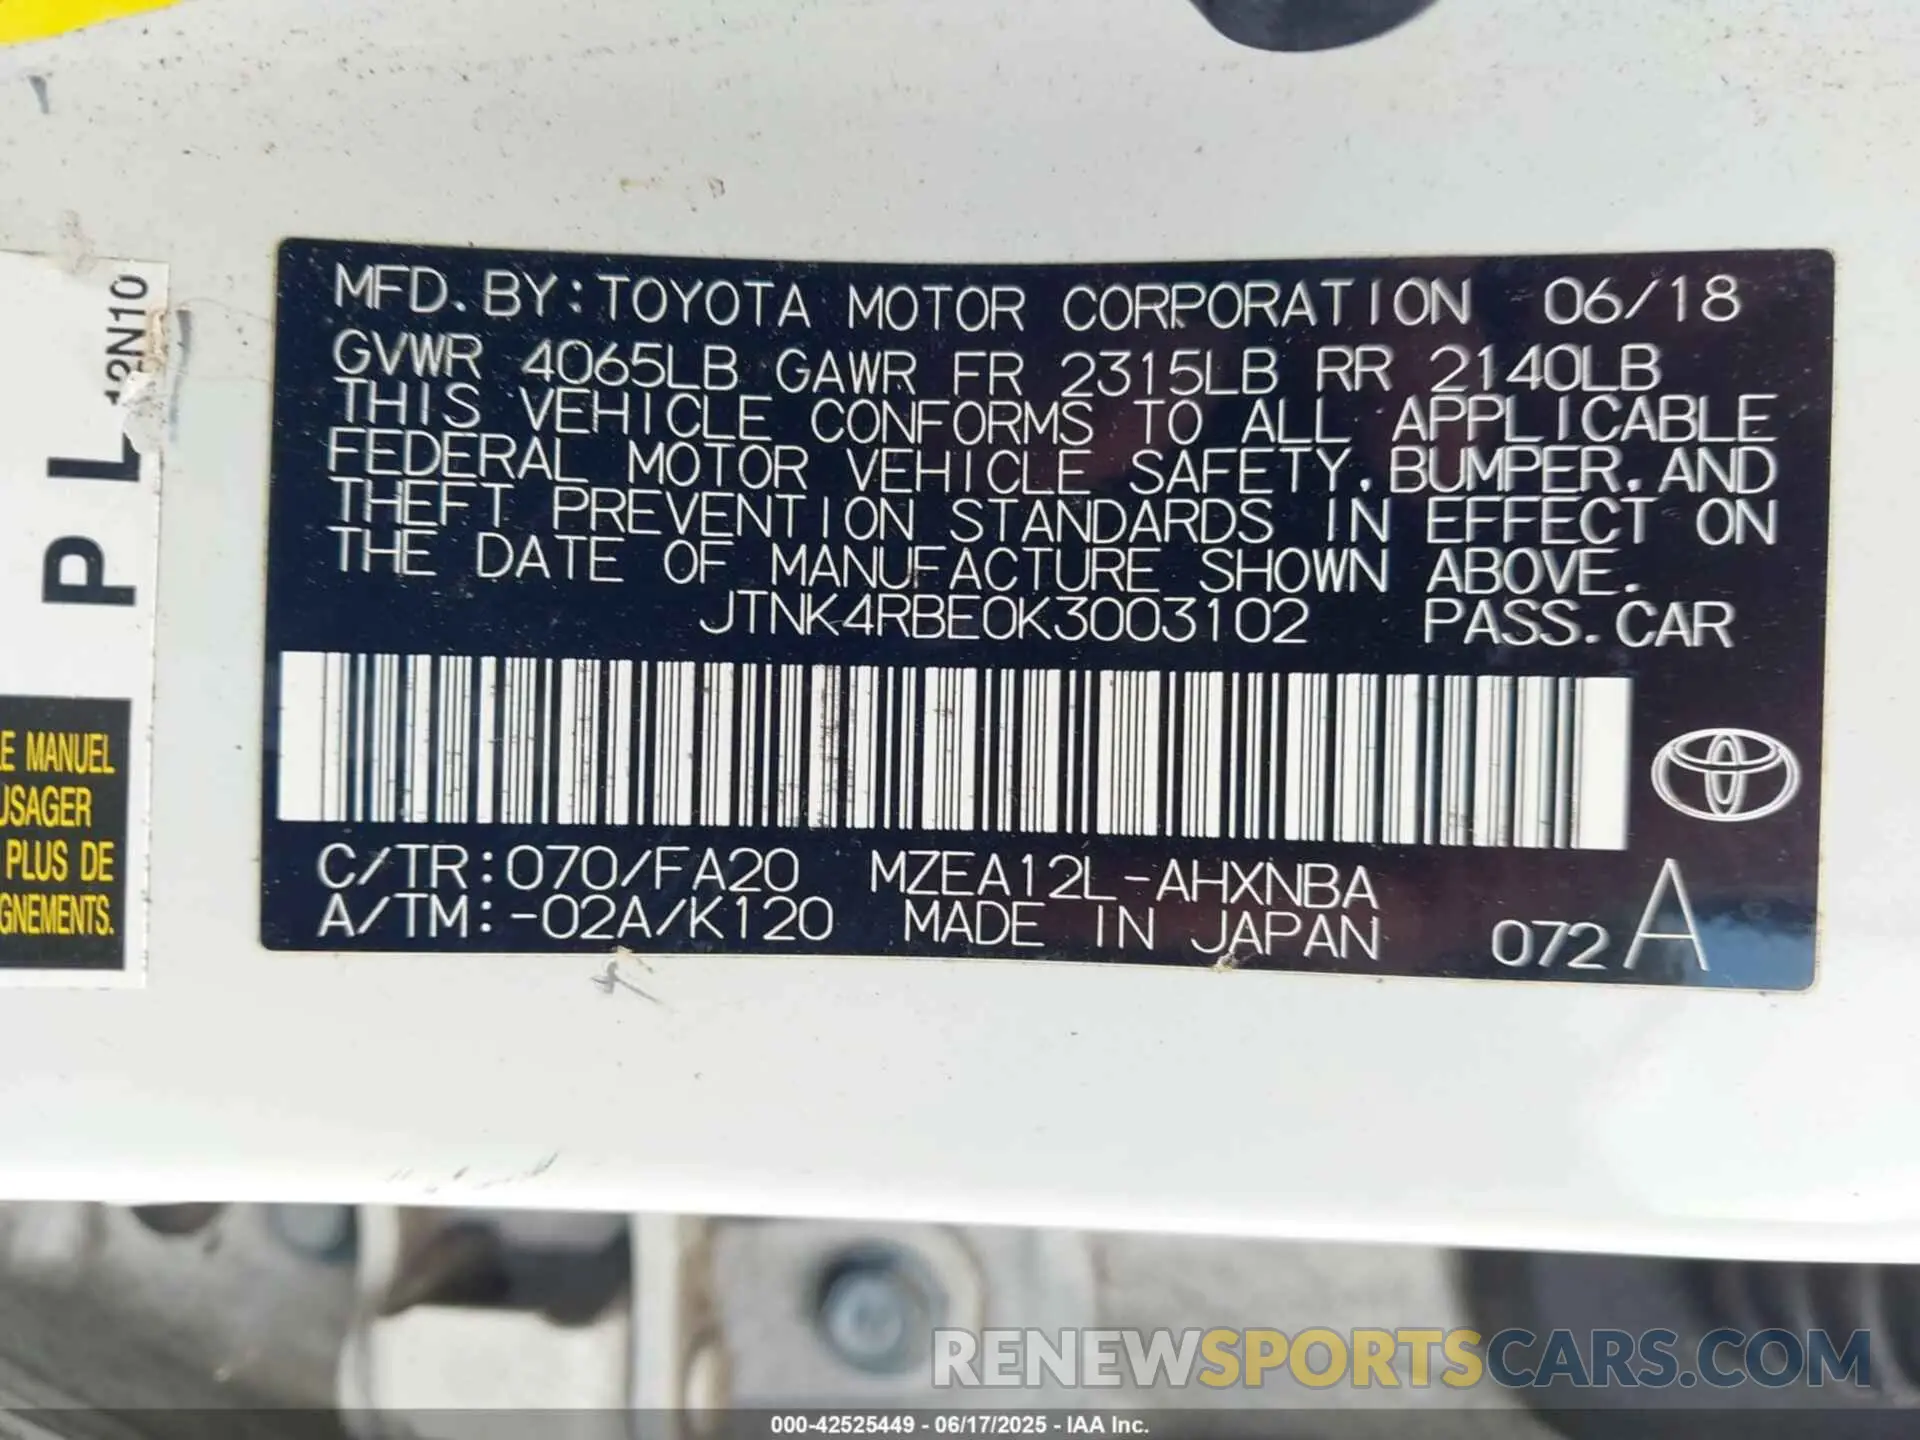 MFD. BY: TOYOTA MOTOR CORPORATION 06/18
GVWR 4065LB GAWR FR 2315LB RR 2140LB
THIS VEHICLE CONFORMS TO ALL APPLICABLE
FEDERAL MOTOR VEHICLE SAFETY, BUMPER, AND
THEFT PREVENTION STANDARDS IN EFFECT ON
THE DATE OF MANUFACTURE SHOWN ABOVE.
JTNK4RBE0K3003102 PASS. CAR
C/TR: 070/FA20 MZEA12L-AHXNBA
A/TM: -02A/K120 MADE IN JAPAN 072 A
P L
12N10
E MANUEL
USAGER
PLUS DE
GNEMENTS.
RENEWSPORTSCARS.COM
000-42525449 - 06/17/2025 - IAA Inc.